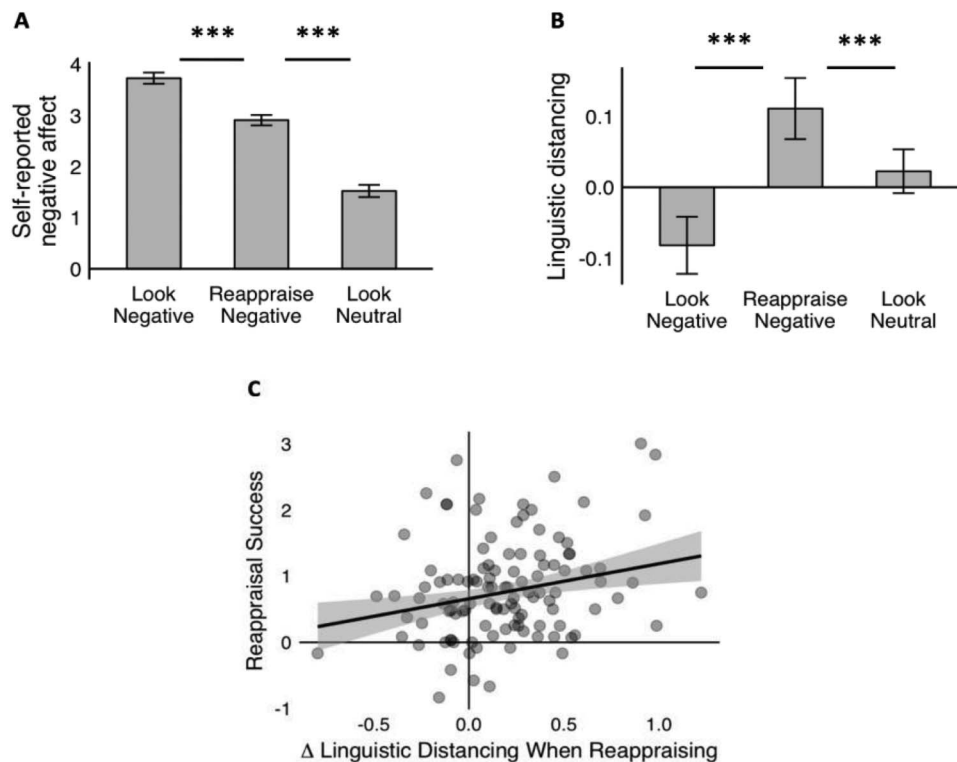 A
*** ***
Self-reported
negative affect
4
3
2
1
0
Look
Negative
Reappraise
Negative
Look
Neutral
B
*** ***
Linguistic distancing
0.1
0.0
-0.1
Look
Negative
Reappraise
Negative
Look
Neutral
C
Reappraisal Success
3
2
1
0
-1
-0.5 0.0 0.5 1.0
Δ Linguistic Distancing When Reappraising